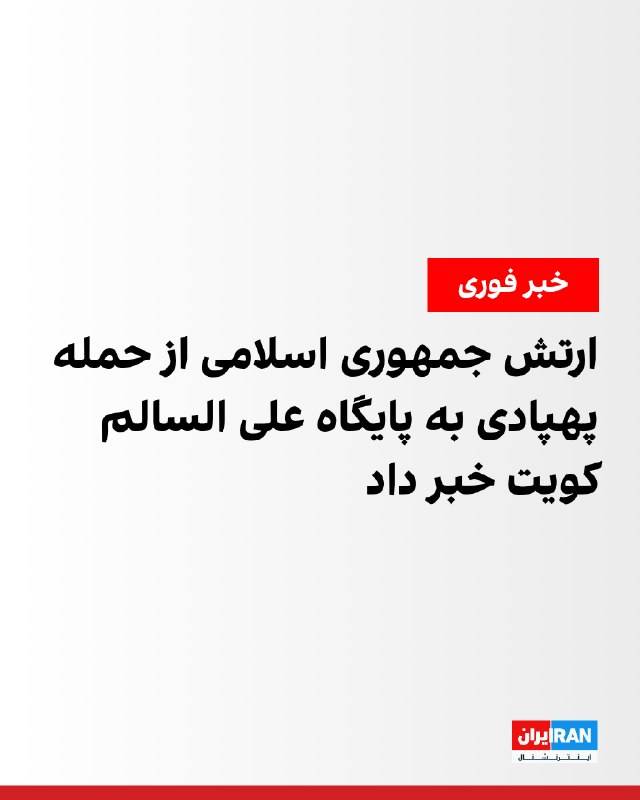 خبر فوری
ارتش جمهوری اسلامی از حمله
پهپادی به پایگاه علی السالم
کویت خبر داد
ایران IRAN
اینترنشنال